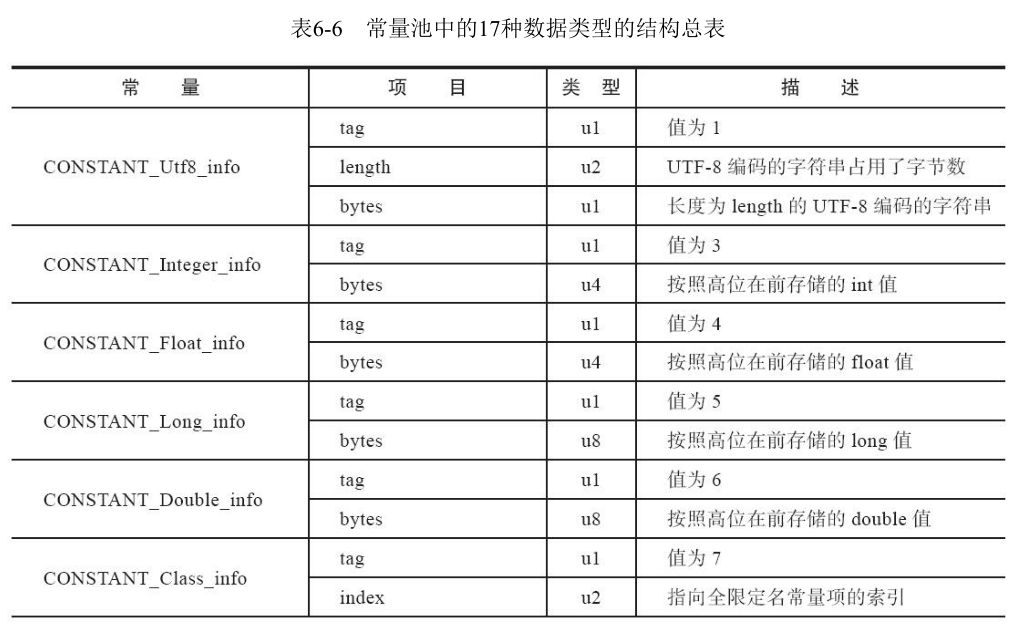 表6-6 常量池中的17种数据类型的结构总表
常 量 项 目 类 型 描 述
CONSTANT_Utf8_info tag u1 值为 1
length u2 UTF-8 编码的字符串占用了字节数
bytes u1 长度为 length 的 UTF-8 编码的字符串
CONSTANT_Integer_info tag u1 值为 3
bytes u4 按照高位在前存储的 int 值
CONSTANT_Float_info tag u1 值为 4
bytes u4 按照高位在前存储的 float 值
CONSTANT_Long_info tag u1 值为 5
bytes u8 按照高位在前存储的 long 值
CONSTANT_Double_info tag u1 值为 6
bytes u8 按照高位在前存储的 double 值
CONSTANT_Class_info tag u1 值为 7
index u2 指向全限定名常量项的索引